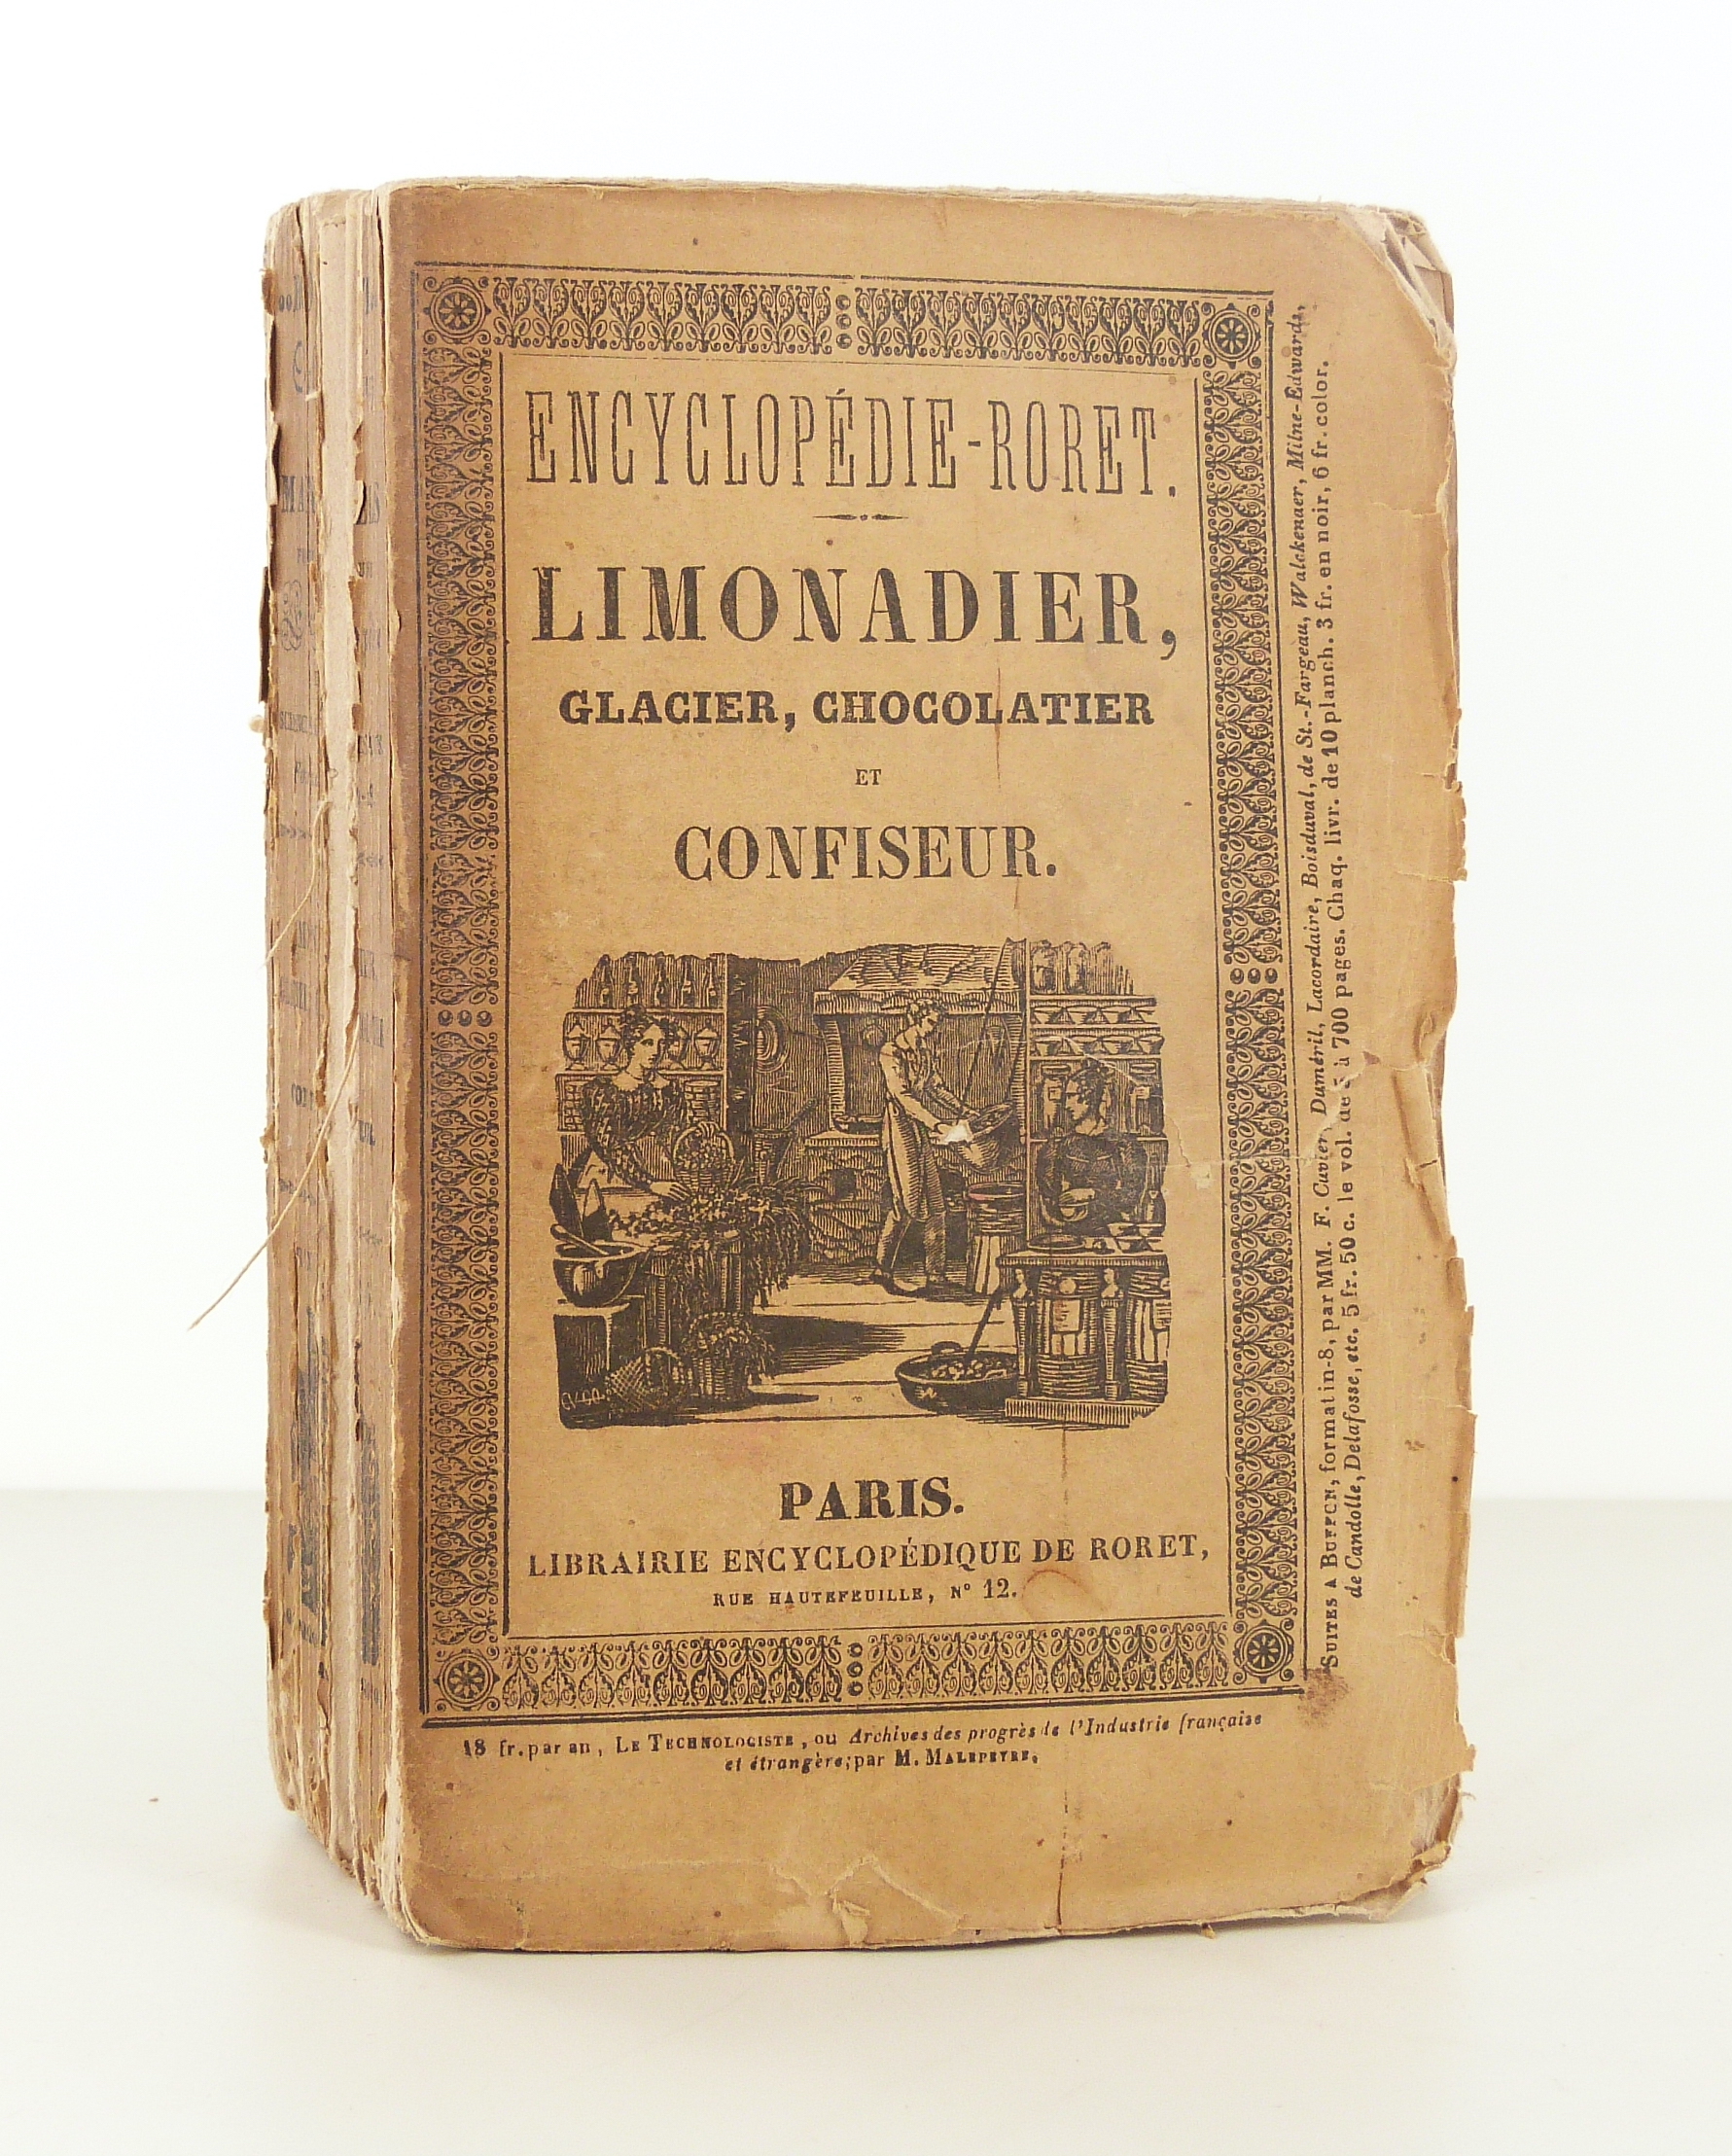 ENCYCLOPÉDIE-RORET.
LIMONADIER,
GLACIER, CHOCOLATIER
ET
CONFISEUR.
PARIS.
LIBRAIRIE ENCYCLOPÉDIQUE DE RORET,
RUE HAUTEFEUILLE, N° 12.
18 fr. par an, LE TECHNOLOGISTE, ou Archives des progrès de l'Industrie française
et étrangère; par M. MALEPEYRE.
SUITES A BUFFON, format in-8, par MM. F. Cuvier, Duméril, Lacordaire, Boisduval, de St.-Fargeau, Walckenaer, Milne-Edwards,
de Candolle, Delafosse, etc. 5 fr. 50 c. le vol. de 5 à 700 pages. Chaq. livr. de 10 planch. 3 fr. en noir, 6 fr. color.